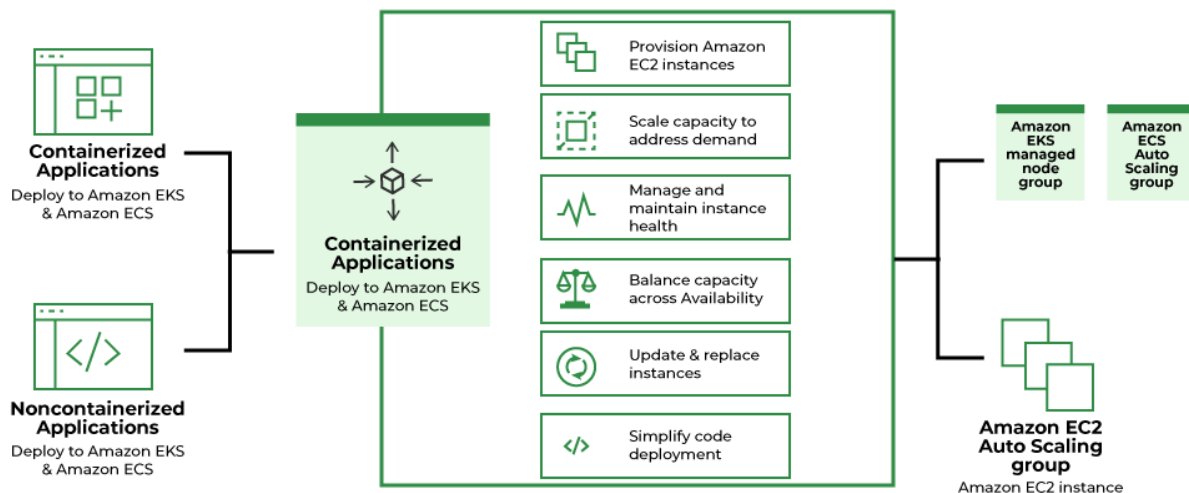 Containerized
Applications
Deploy to Amazon EKS
& Amazon ECS
Noncontainerized
Applications
Deploy to Amazon EKS
& Amazon ECS
Containerized
Applications
Deploy to Amazon EKS
& Amazon ECS
Provision Amazon
EC2 instances
Scale capacity to
address demand
Manage and
maintain instance
health
Balance capacity
across Availability
Update & replace
instances
</>
Simplify code
deployment
Amazon
EKS
managed
node
group
Amazon
ECS
Auto
Scaling
group
Amazon EC2
Auto Scaling
group
Amazon EC2 instance